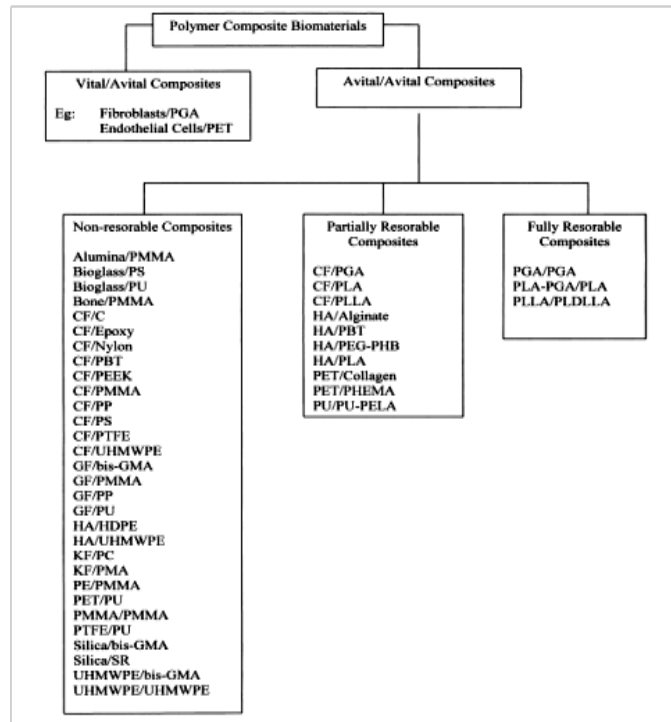 Polymer Composite Biomaterials
Vital/Avital Composites
Eg: Fibroblasts/PGA
Endothelial Cells/PET
Avital/Avital Composites
Non-resorable Composites
Alumina/PMMA
Bioglass/PS
Bioglass/PU
Bone/PMMA
CF/C
CF/Epoxy
CF/Nylon
CF/PBT
CF/PEEK
CF/PMMA
CF/PP
CF/PS
CF/PTFE
CF/UHMWPE
GF/bis-GMA
GF/PMMA
GF/PP
GF/PU
HA/HDPE
HA/UHMWPE
KF/PC
KF/PMA
PE/PMMA
PET/PU
PMMA/PMMA
PTFE/PU
Silica/bis-GMA
Silica/SR
UHMWPE/bis-GMA
UHMWPE/UHMWPE
Partially Resorable
Composites
CF/PGA
CF/PLA
CF/PLLA
HA/Alginate
HA/PBT
HA/PEG-PHB
HA/PLA
PET/Collagen
PET/PHEMA
PU/PU-PELA
Fully Resorable
Composites
PGA/PGA
PLA-PGA/PLA
PLLA/PLDLLA